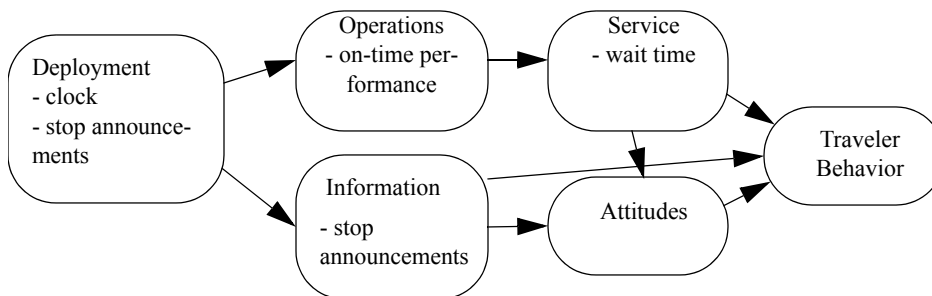 Deployment
- clock
- stop announce-
ments
Operations
- on-time per-
formance
Service
- wait time
Information
- stop
announcements
Attitudes
Traveler
Behavior